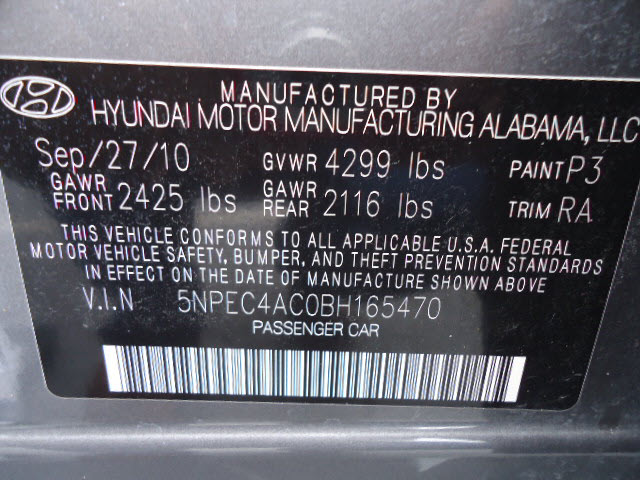 MANUFACTURED BY
HYUNDAI MOTOR MANUFACTURING ALABAMA, LLC
Sep/27/10 GVWR 4299 lbs PAINT P3
GAWR FRONT 2425 lbs GAWR REAR 2116 lbs TRIM RA
THIS VEHICLE CONFORMS TO ALL APPLICABLE U.S.A. FEDERAL
MOTOR VEHICLE SAFETY, BUMPER, AND THEFT PREVENTION STANDARDS
IN EFFECT ON THE DATE OF MANUFACTURE SHOWN ABOVE.
V.I.N 5NPEC4AC0BH165470
PASSENGER CAR